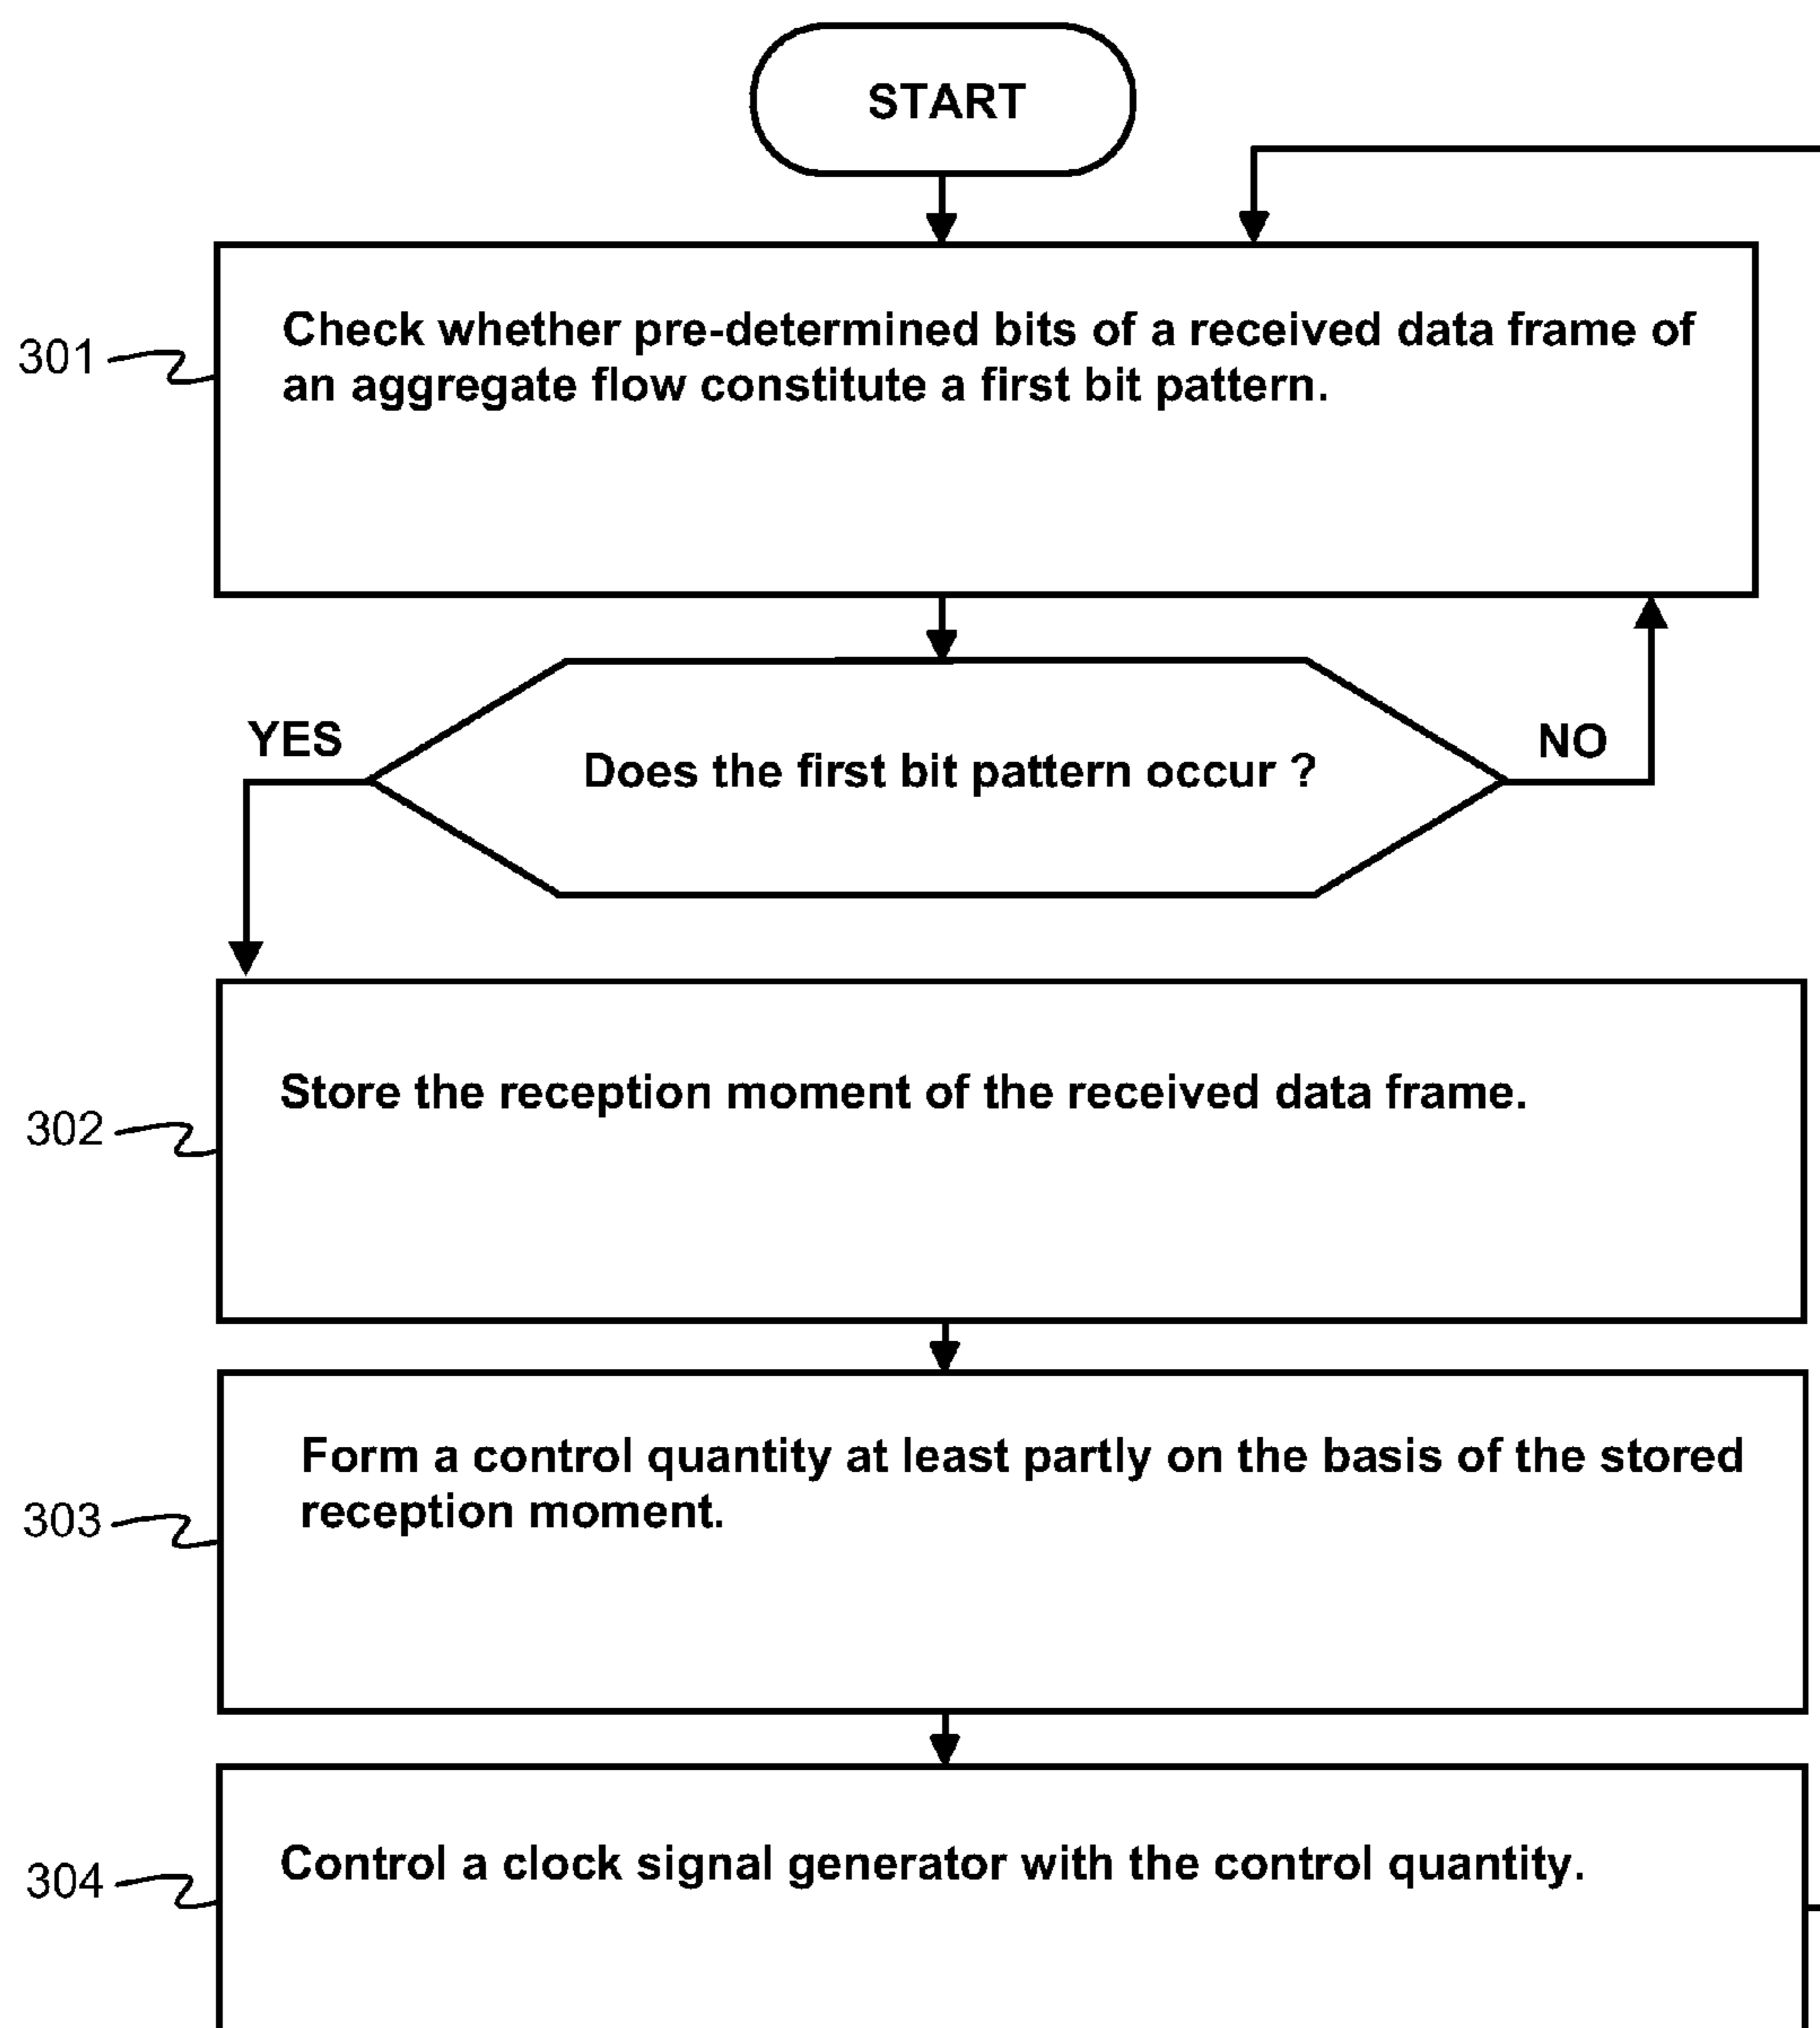 START
301
Check whether pre-determined bits of a received data frame of
an aggregate flow constitute a first bit pattern.
YES
Does the first bit pattern occur ?
NO
302
Store the reception moment of the received data frame.
303
Form a control quantity at least partly on the basis of the stored
reception moment.
304
Control a clock signal generator with the control quantity.